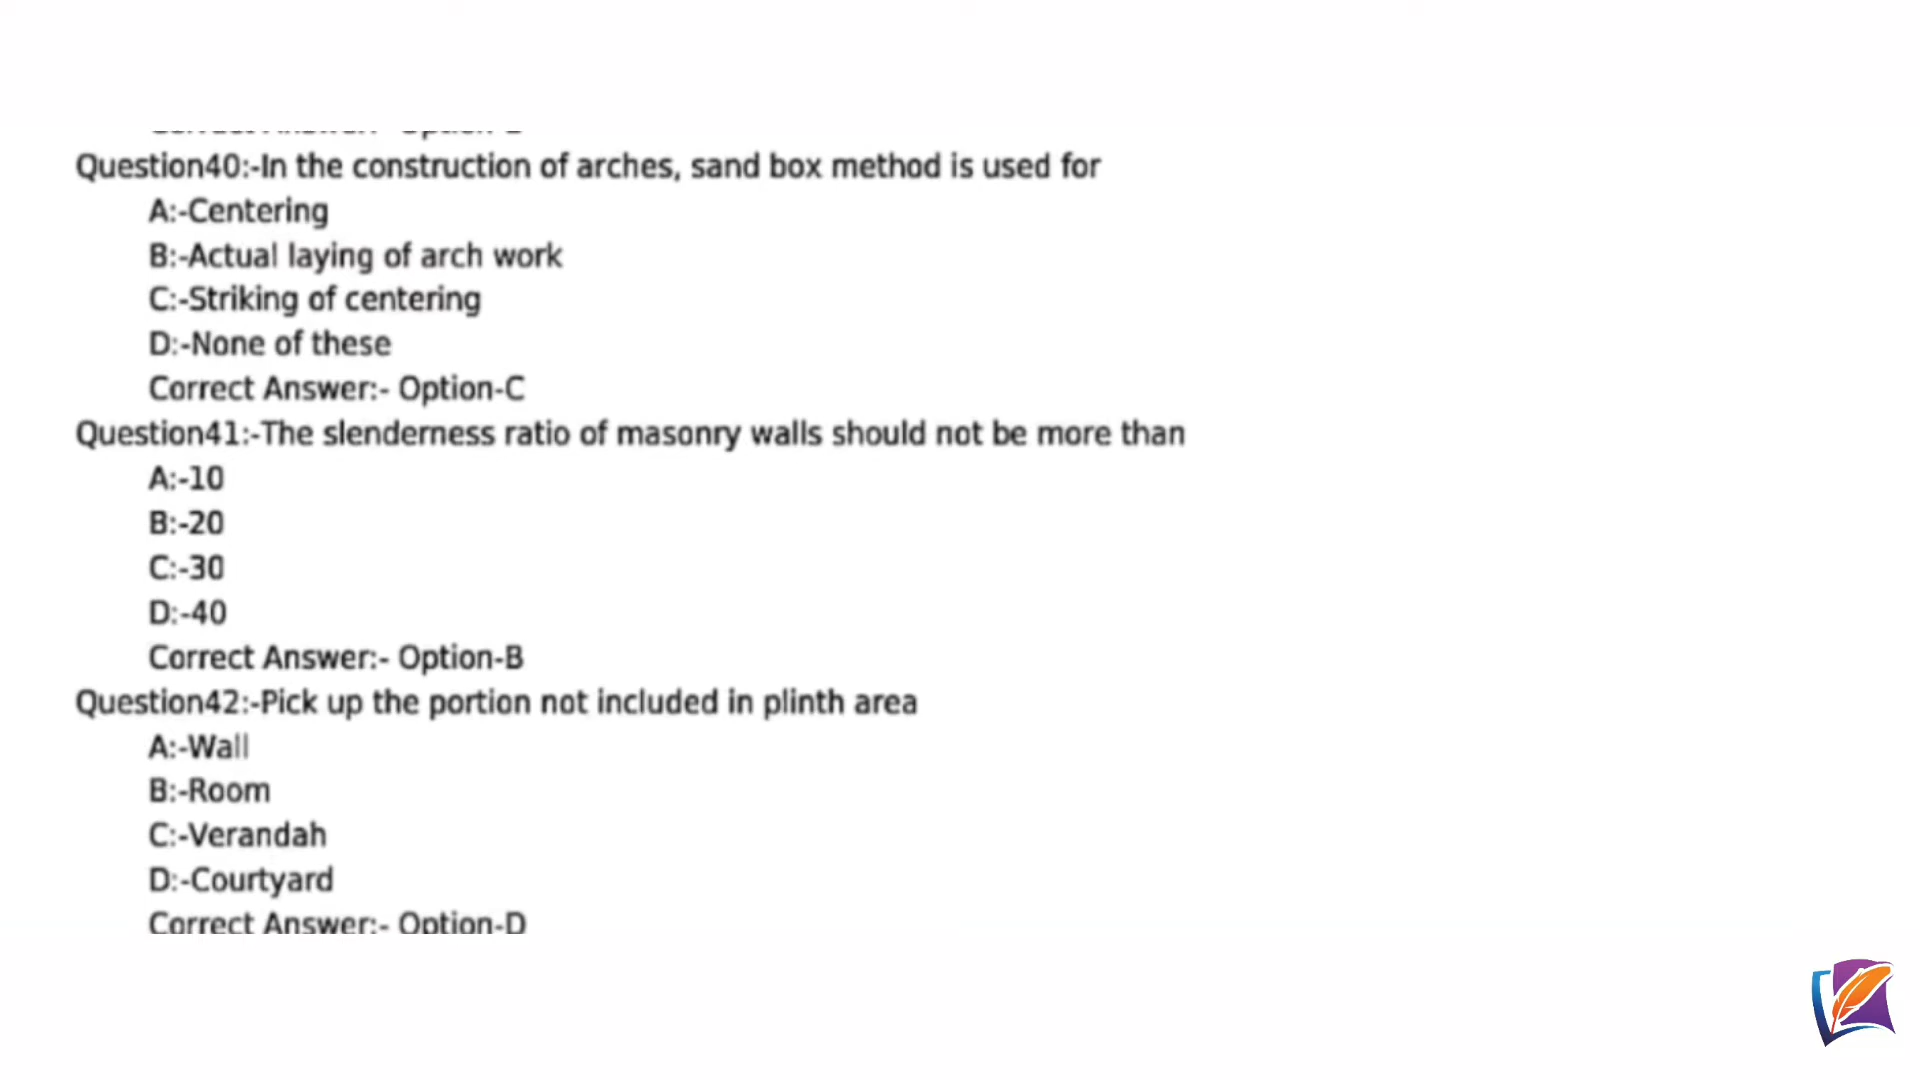 Question40:-In the construction of arches, sand box method is used for
A:-Centering
B:-Actual laying of arch work
C:-Striking of centering
D:-None of these
Correct Answer:- Option-C
Question41:-The slenderness ratio of masonry walls should not be more than
A:-10
B:-20
C:-30
D:-40
Correct Answer:- Option-B
Question42:-Pick up the portion not included in plinth area
A:-Wall
B:-Room
C:-Verandah
D:-Courtyard
Correct Answer:- Option-D